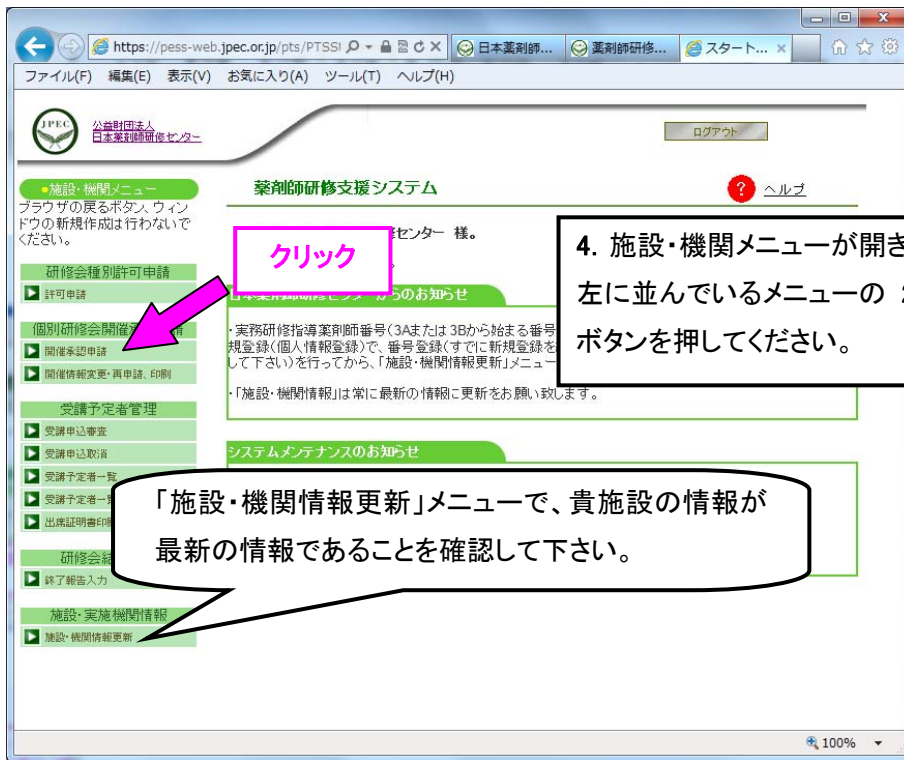 https://pess-web.jpec.or.jp/pts/PTSS
日本薬剤師...
薬剤師研修...
スタート...
ファイル(F) 編集(E) 表示(V) お気に入り(A) ツール(T) ヘルプ(H)
JPEC
公益財団法人
日本薬剤師研修センター
ログアウト
●施設・機関メニュー
ブラウザの戻るボタン、ウィン
ドウの新規作成は行わないで
ください。
薬剤師研修支援システム
? ヘルプ
センター 様。
クリック
4. 施設・機関メニューが開き
左に並んでいるメニューの
ボタンを押してください。
研修会種別許可申請
許可申請
個別研修会開催
開催承認申請
開催情報変更・再申請、印刷
からのお知らせ
・実務研修指導薬剤師番号(3Aまたは3Bから始まる番号
規登録(個人情報登録)で、番号登録(すでに新規登録を
して下さい)を行ってから、「施設・機関情報更新」メニュー
・「施設・機関情報」は常に最新の情報に更新をお願い致します。
受講予定者管理
受講申込審査
受講申込取消
受講予定者一覧
受講予定者一
出席証明書印
システムメンテナンスのお知らせ
「施設・機関情報更新」メニューで、貴施設の情報が
最新の情報であることを確認して下さい。
研修会
終了報告入力
施設・実施機関情報
施設・機関情報更新
100%